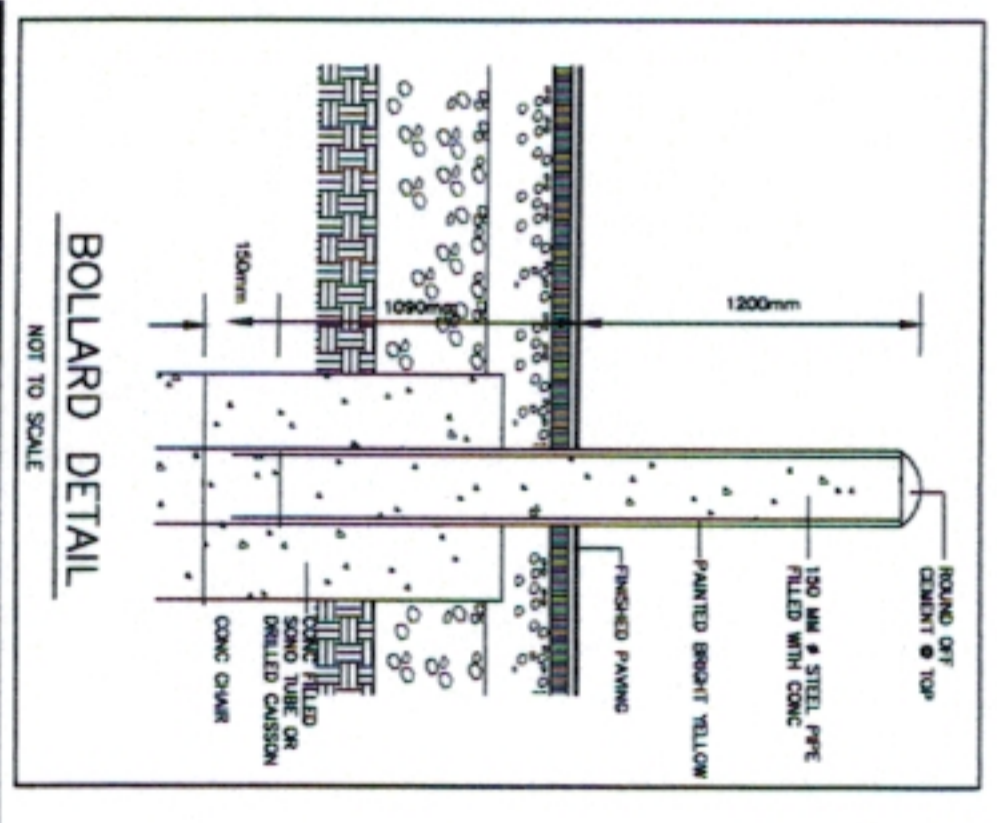 ROUND OFF
CEMENT @ TOP
150 MM ø STEEL PIPE
FILLED WITH CONC
PAINTED BRIGHT YELLOW
FINISHED PAVING
1200mm
1090mm
150mm
CONC FILLED
SONO TUBE OR
DRILLED CAISSON
CONC CHAIR
BOLLARD DETAIL
NOT TO SCALE